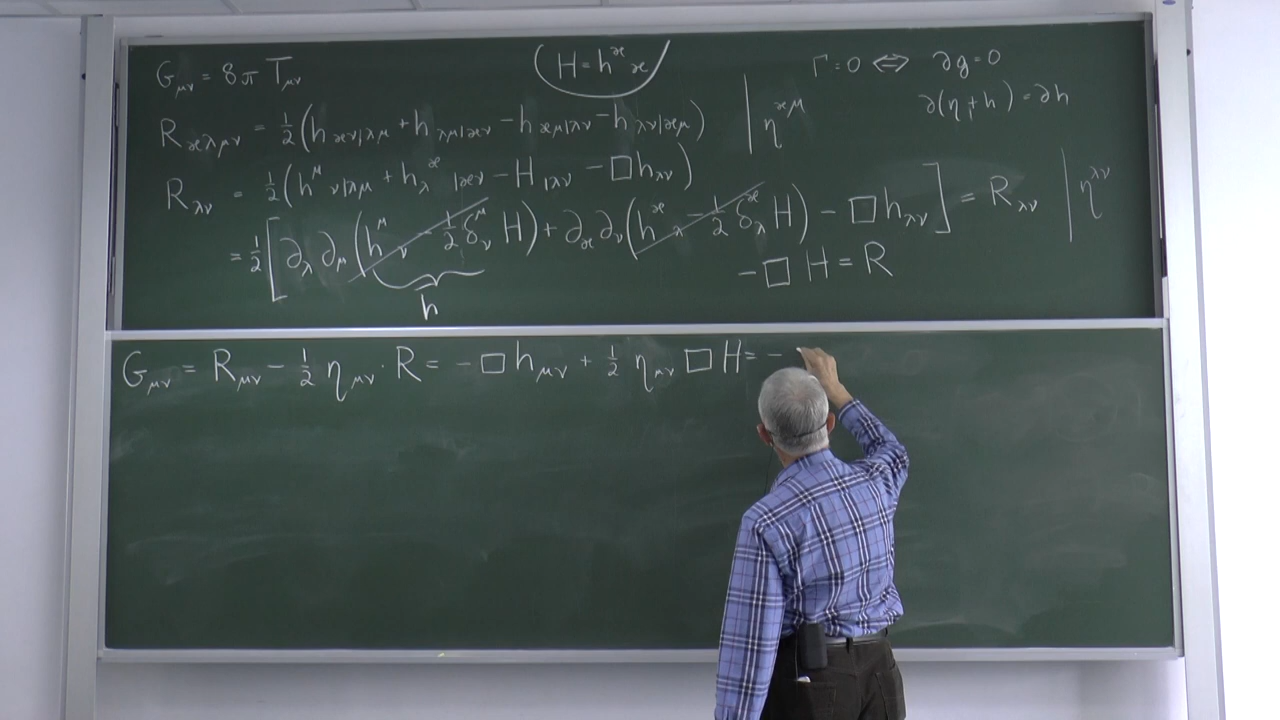 G_μν = 8π T_μν
(H = h^ϰ_ϰ)
Γ = 0 ⇔ ∂g = 0
∂(η + h) = ∂h
R_ϰλμν = ½(h_ϰν|λμ + h_λμ|ϰν − h_ϰμ|λν − h_λν|ϰμ) | η^ϰμ
R_λν = ½(h^μ_ν|λμ + h_λ^ϰ_|ϰν − H_|λν − □h_λν)
= ½[∂_λ ∂_μ (h^μ_ν − ½ δ^μ_ν H) + ∂_ϰ ∂_ν (h^ϰ_λ − ½ δ^ϰ_λ H) − □h_λν] = R_λν | η^λν
h
−□ H = R
G_μν = R_μν − ½ η_μν · R = −□ h_μν + ½ η_μν □ H = −